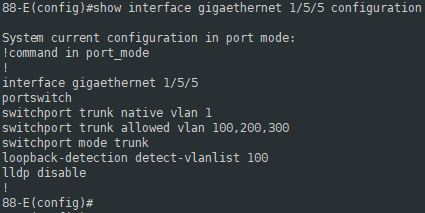 88-E(config)#show interface gigaethernet 1/5/5 configuration
System current configuration in port mode:
!command in port_mode
!
interface gigaethernet 1/5/5
portswitch
switchport trunk native vlan 1
switchport trunk allowed vlan 100,200,300
switchport mode trunk
loopback-detection detect-vlanlist 100
lldp disable
!
88-E(config)#